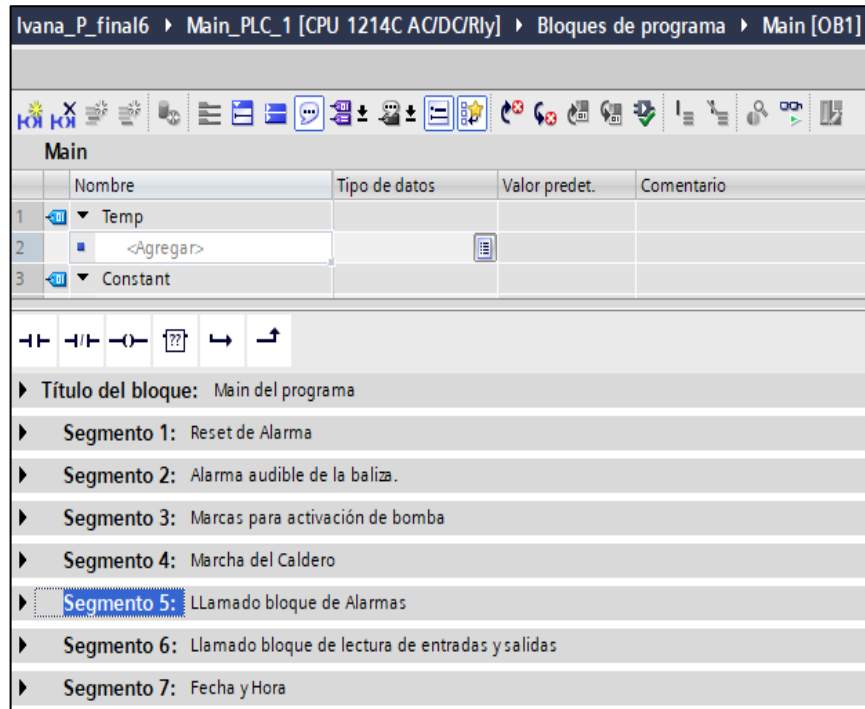 Ivana_P_final6 ▸ Main_PLC_1 [CPU 1214C AC/DC/Rly] ▸ Bloques de programa ▸ Main [OB1]
Main
Nombre Tipo de datos Valor predet. Comentario
1 Temp
2 <Agregar>
3 Constant
??
Título del bloque: Main del programa
Segmento 1: Reset de Alarma
Segmento 2: Alarma audible de la baliza.
Segmento 3: Marcas para activación de bomba
Segmento 4: Marcha del Caldero
Segmento 5: LLamado bloque de Alarmas
Segmento 6: Llamado bloque de lectura de entradas y salidas
Segmento 7: Fecha y Hora